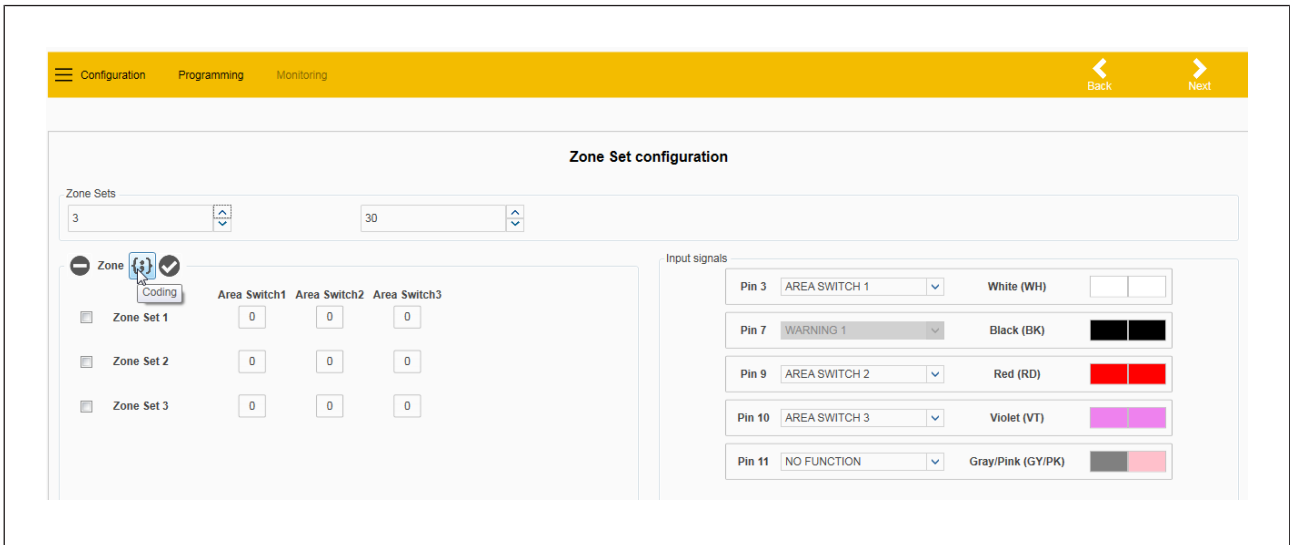 Configuration Programming Monitoring Back Next
Zone Set configuration
Zone Sets
3 30
Zone {;}
Coding
Area Switch1 Area Switch2 Area Switch3
Zone Set 1 0 0 0
Zone Set 2 0 0 0
Zone Set 3 0 0 0
Input signals
Pin 3 AREA SWITCH 1 White (WH)
Pin 7 WARNING 1 Black (BK)
Pin 9 AREA SWITCH 2 Red (RD)
Pin 10 AREA SWITCH 3 Violet (VT)
Pin 11 NO FUNCTION Gray/Pink (GY/PK)